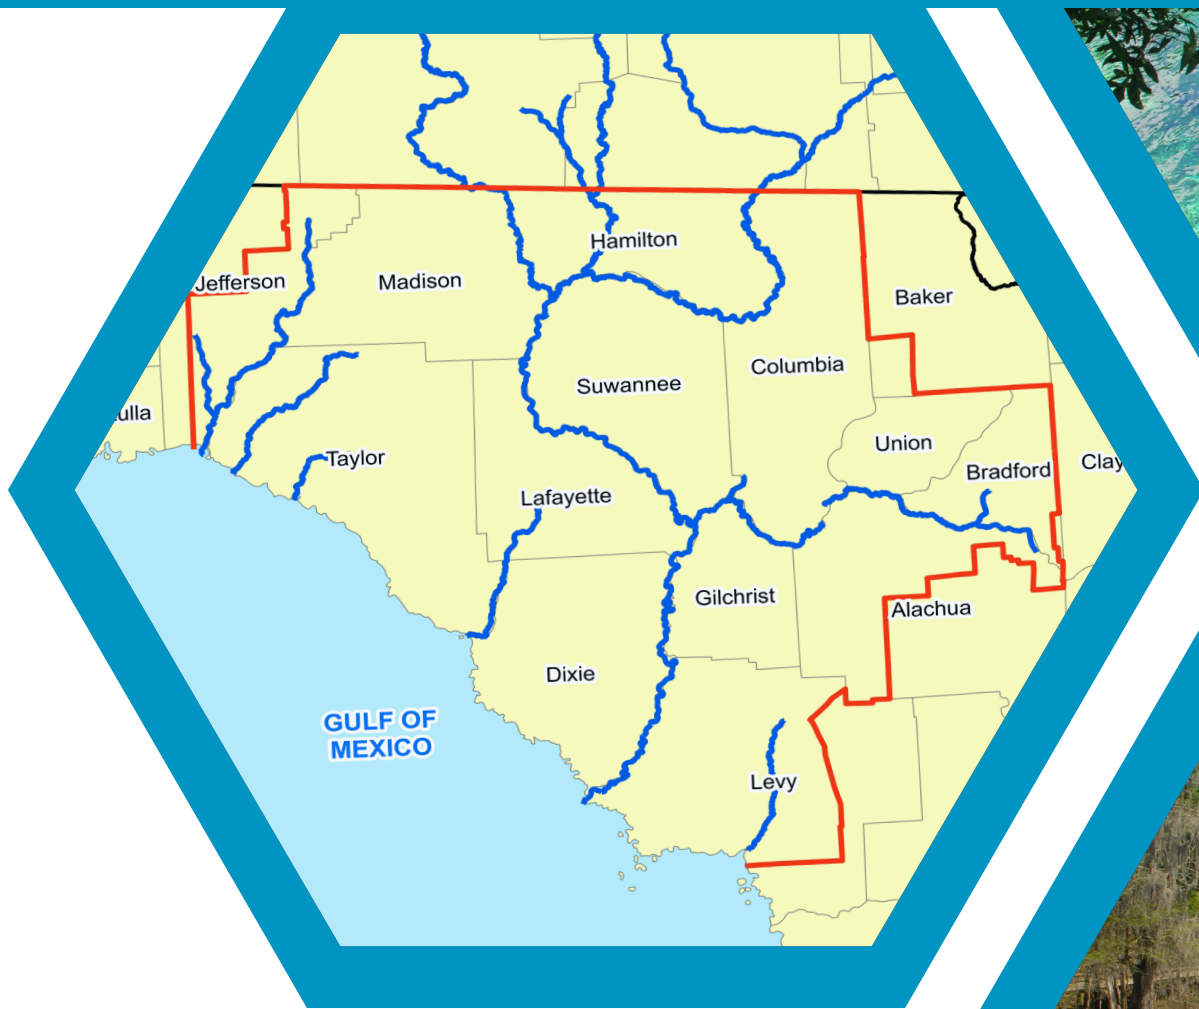 Hamilton
Jefferson
Madison
Baker
Columbia
Suwannee
ulla
Union
Taylor
Bradford
Clay
Lafayette
Gilchrist
Alachua
Dixie
GULF OF
MEXICO
Levy